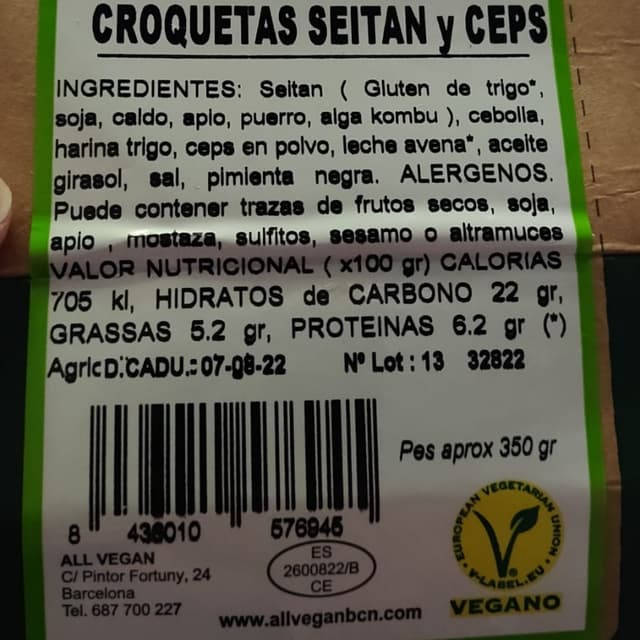 CROQUETAS SEITAN y CEPS
INGREDIENTES: Seitan ( Gluten de trigo*,
soja, caldo, apio, puerro, alga kombu ), cebolla,
harina trigo, ceps en polvo, leche avena*, aceite
girasol, sal, pimienta negra. ALERGENOS.
Puede contener trazas de frutos secos, soja,
apio , mostaza, sulfitos, sesamo o altramuces
VALOR NUTRICIONAL ( x100 gr) CALORIAS
705 kl, HIDRATOS de CARBONO 22 gr,
GRASSAS 5.2 gr, PROTEINAS 6.2 gr (*)
Agric D.CADU.: 07-08-22 Nº Lot : 13 32822
Pes aprox 350 gr
8 436010 576945
ALL VEGAN
C/ Pintor Fortuny, 24
Barcelona
Tel. 687 700 227
ES
2600822/B
CE
www.allveganbcn.com
EUROPEAN VEGETARIAN UNION
V-LABEL.EU
VEGANO